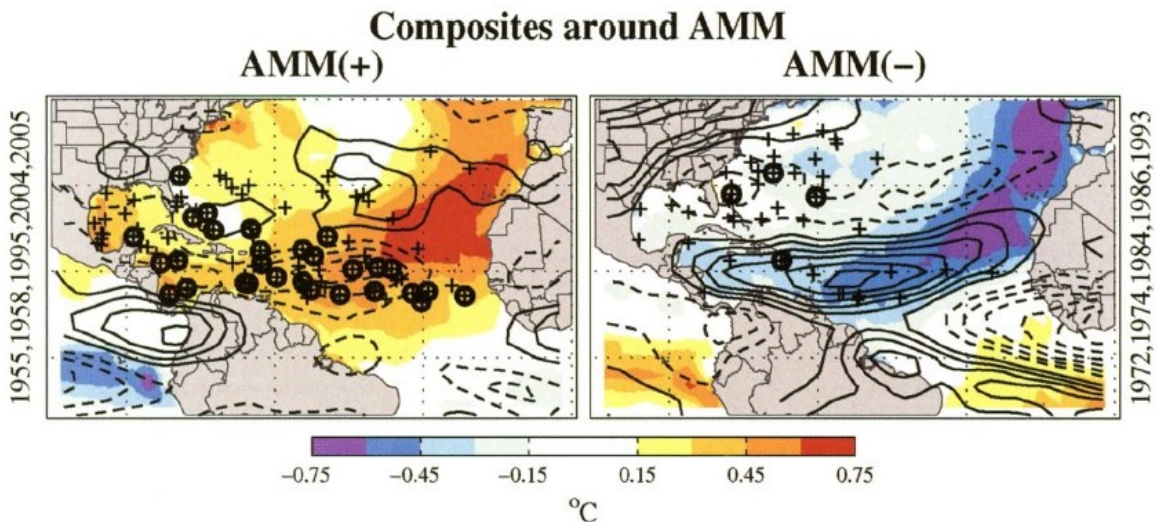 Composites around AMM
AMM(+)
AMM(−)
1955,1958,1995,2004,2005
1972,1974,1984,1986,1993
−0.75 −0.45 −0.15 0.15 0.45 0.75
°C